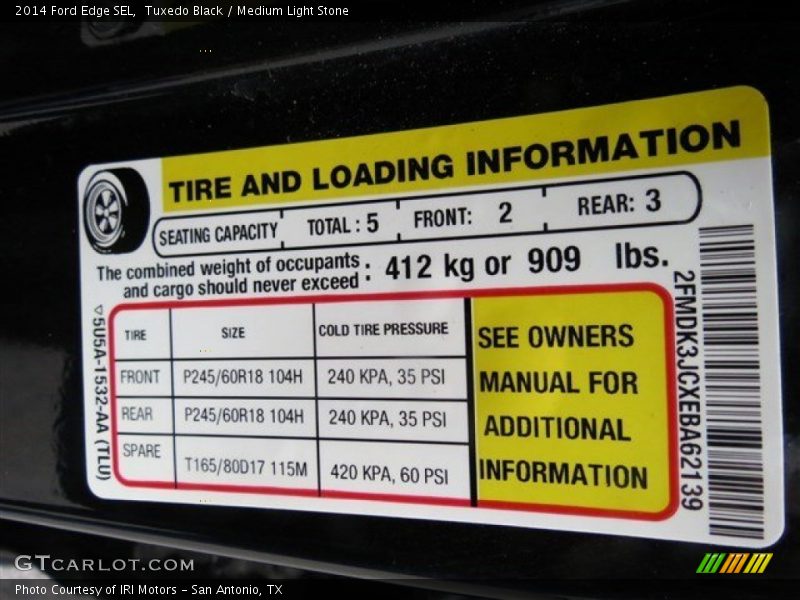 2014 Ford Edge SEL, Tuxedo Black / Medium Light Stone
TIRE AND LOADING INFORMATION
SEATING CAPACITY TOTAL : 5 FRONT: 2 REAR: 3
The combined weight of occupants
and cargo should never exceed : 412 kg or 909 lbs.
TIRE SIZE COLD TIRE PRESSURE
FRONT P245/60R18 104H 240 KPA, 35 PSI
REAR P245/60R18 104H 240 KPA, 35 PSI
SPARE T165/80D17 115M 420 KPA, 60 PSI
SEE OWNERS
MANUAL FOR
ADDITIONAL
INFORMATION
5U5A-1532-AA (TLU)
2FMDK3JCXEBA62139
GTCARLOT.COM
Photo Courtesy of IRI Motors – San Antonio, TX